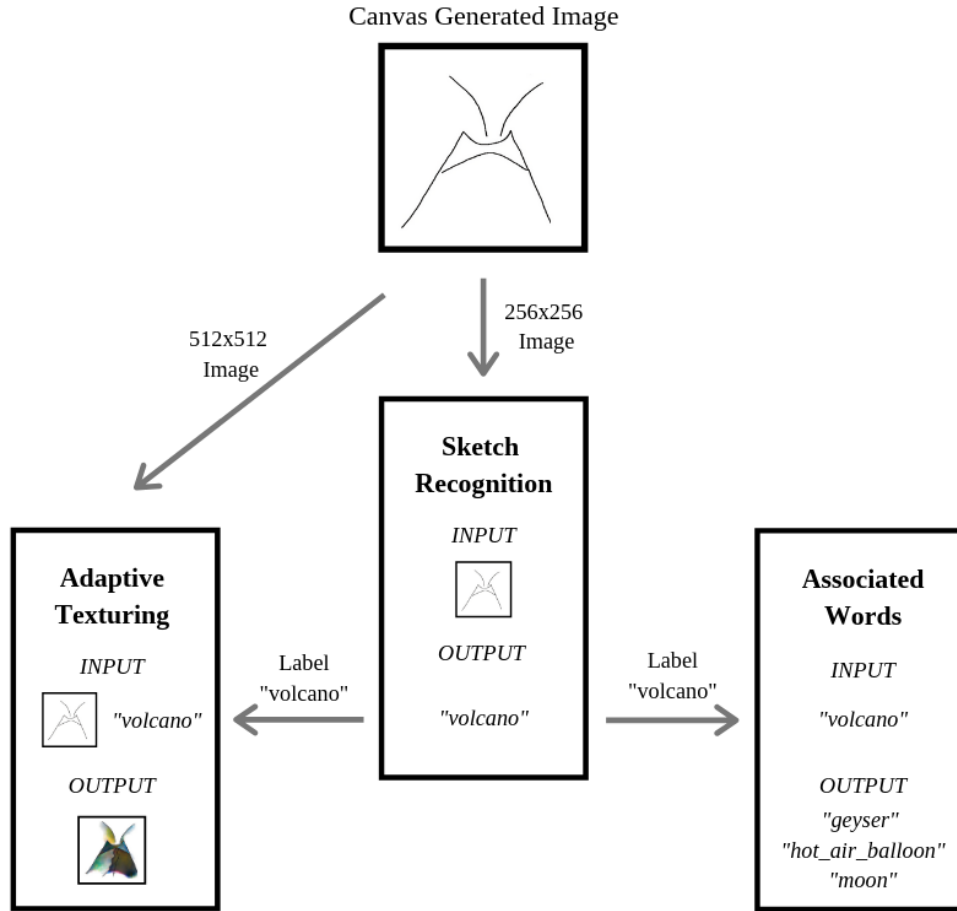 Canvas Generated Image
512x512
Image
256x256
Image
Sketch
Recognition
INPUT
OUTPUT
"volcano"
Adaptive
Texturing
INPUT
"volcano"
OUTPUT
Label
"volcano"
Label
"volcano"
Associated
Words
INPUT
"volcano"
OUTPUT
"geyser"
"hot_air_balloon"
"moon"